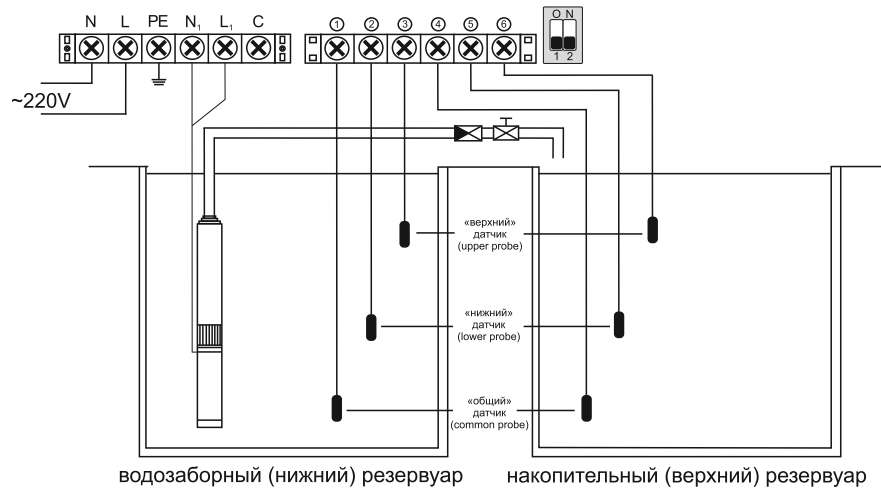 N L PE N1 L1 C 1 2 3 4 5 6
O N
1 2
~220V
«верхний»
датчик
(upper probe)
«нижний»
датчик
(lower probe)
«общий»
датчик
(common probe)
водозаборный (нижний) резервуар
накопительный (верхний) резервуар